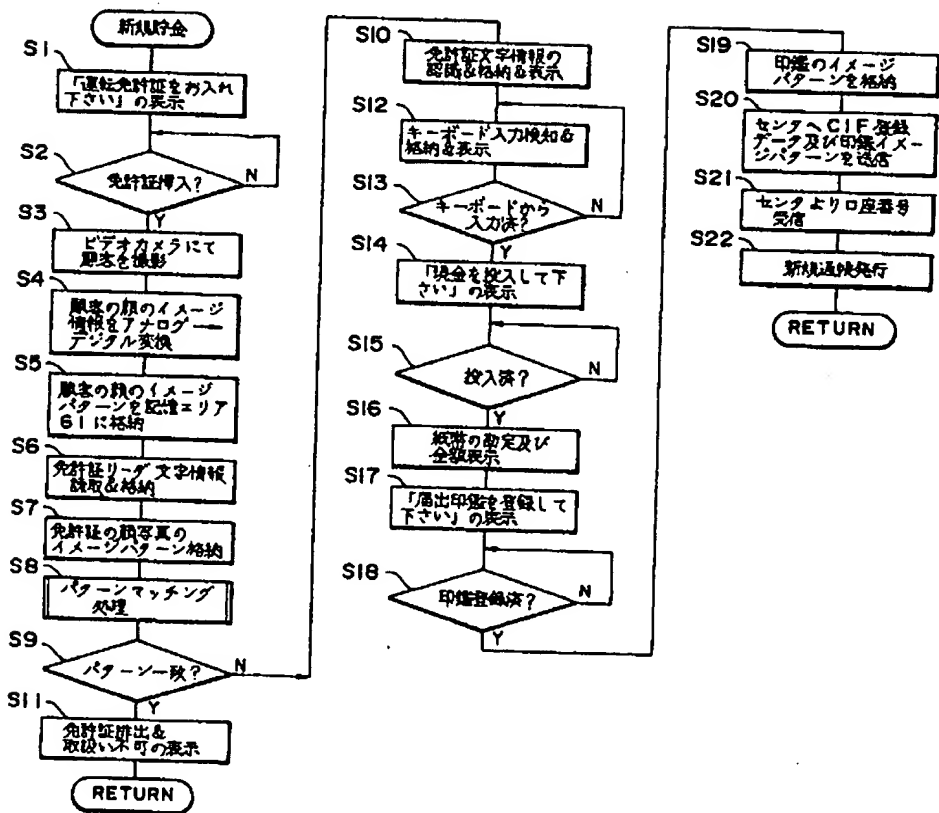 新規貯金
S1
「運転免許証をお入れ
下さい」の表示
S2
免許証挿入?
N
Y
S3
ビデオカメラにて
顧客を撮影
S4
顧客の顔のイメージ
情報をアナログ―
デジタル変換
S5
顧客の顔のイメージ
パターンを記憶エリア
61に格納
S6
免許証リーダ文字情報
読取&格納
S7
免許証の顔写真の
イメージパターン格納
S8
パターンマッチング
処理
S9
パターン一致?
N
Y
S11
免許証排出&
取扱い不可の表示
RETURN
S10
免許証文字情報の
認識&格納&表示
S12
キーボード入力検知&
格納&表示
S13
キーボードから
入力済?
N
Y
S14
「現金を投入して下
さい」の表示
S15
投入済?
N
Y
S16
紙幣の勘定及び
金額表示
S17
「届出印鑑を登録して
下さい」の表示
S18
印鑑登録済?
N
Y
S19
印鑑のイメージ
パターンを格納
S20
センタへCIF登録
データ及び印鑑イメー
ジパターンを送信
S21
センタより口座番号
受信
S22
新規通帳発行
RETURN